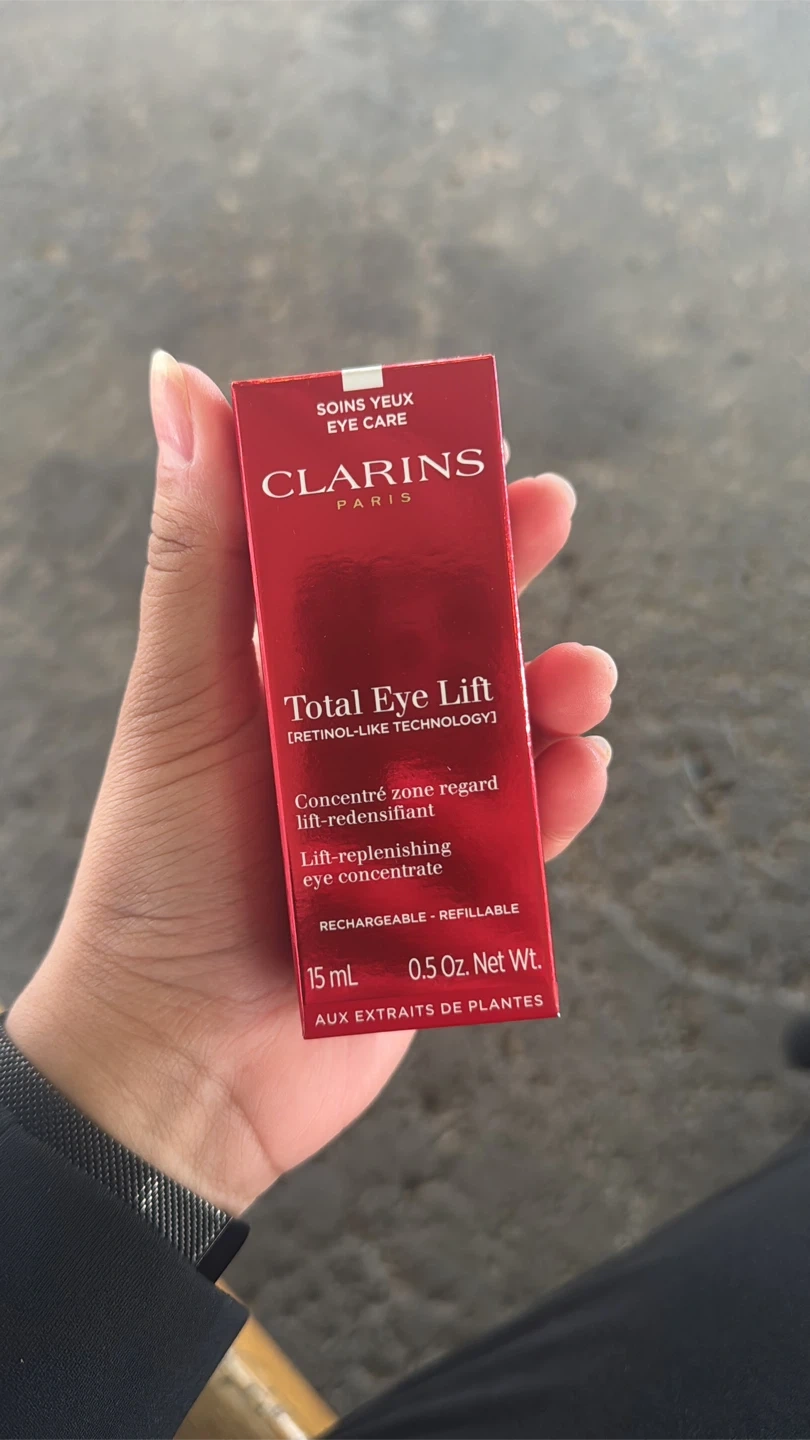 SOINS YEUX
EYE CARE
CLARINS
PARIS
Total Eye Lift
[RETINOL-LIKE TECHNOLOGY]
Concentré zone regard
lift-redensifiant
Lift-replenishing
eye concentrate
RECHARGEABLE - REFILLABLE
15 mL 0.5 Oz. Net Wt.
AUX EXTRAITS DE PLANTES